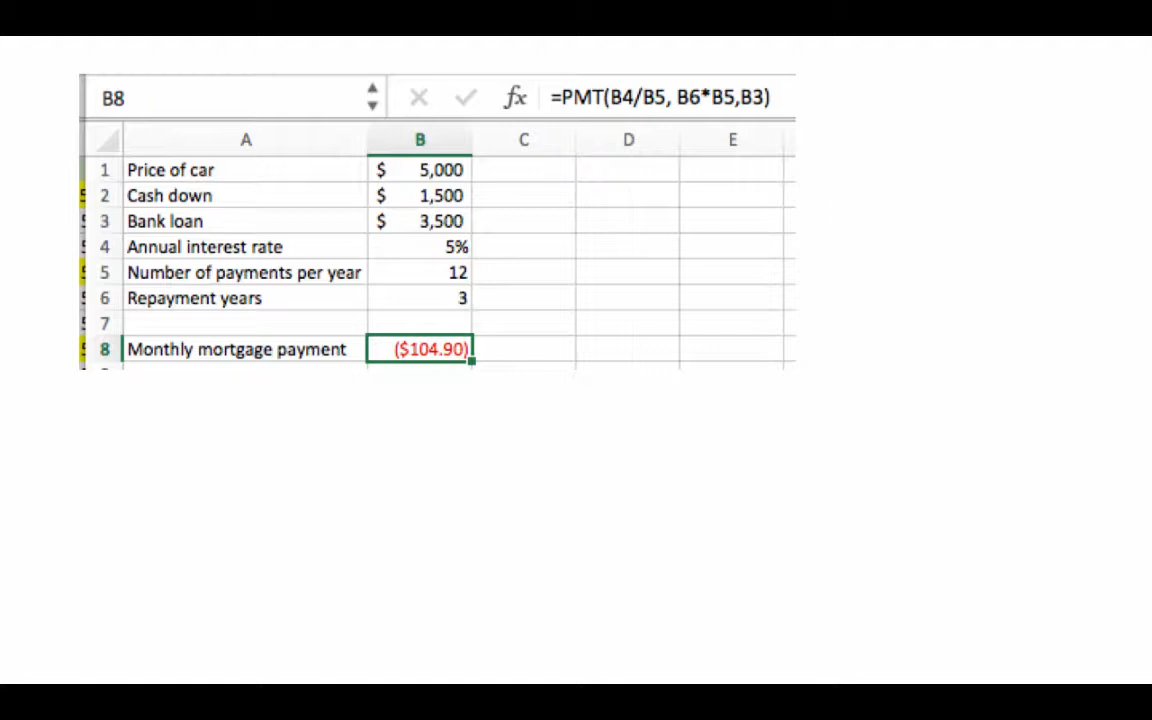 B8 fx =PMT(B4/B5, B6*B5,B3)
A B C D E
1 Price of car $ 5,000
2 Cash down $ 1,500
3 Bank loan $ 3,500
4 Annual interest rate 5%
5 Number of payments per year 12
6 Repayment years 3
7
8 Monthly mortgage payment ($104.90)